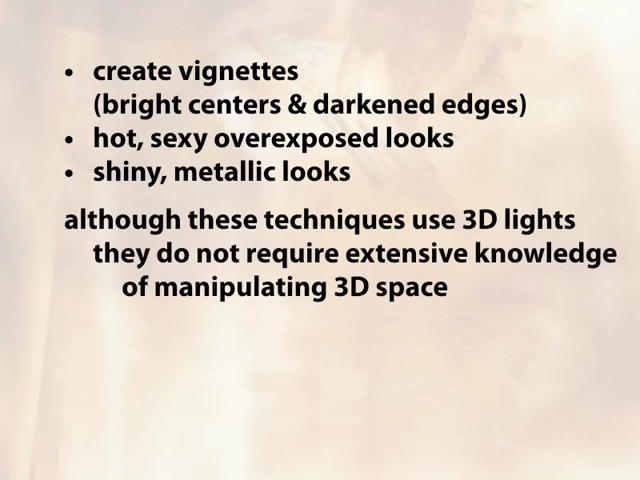 • create vignettes
(bright centers & darkened edges)
• hot, sexy overexposed looks
• shiny, metallic looks
although these techniques use 3D lights
they do not require extensive knowledge
of manipulating 3D space